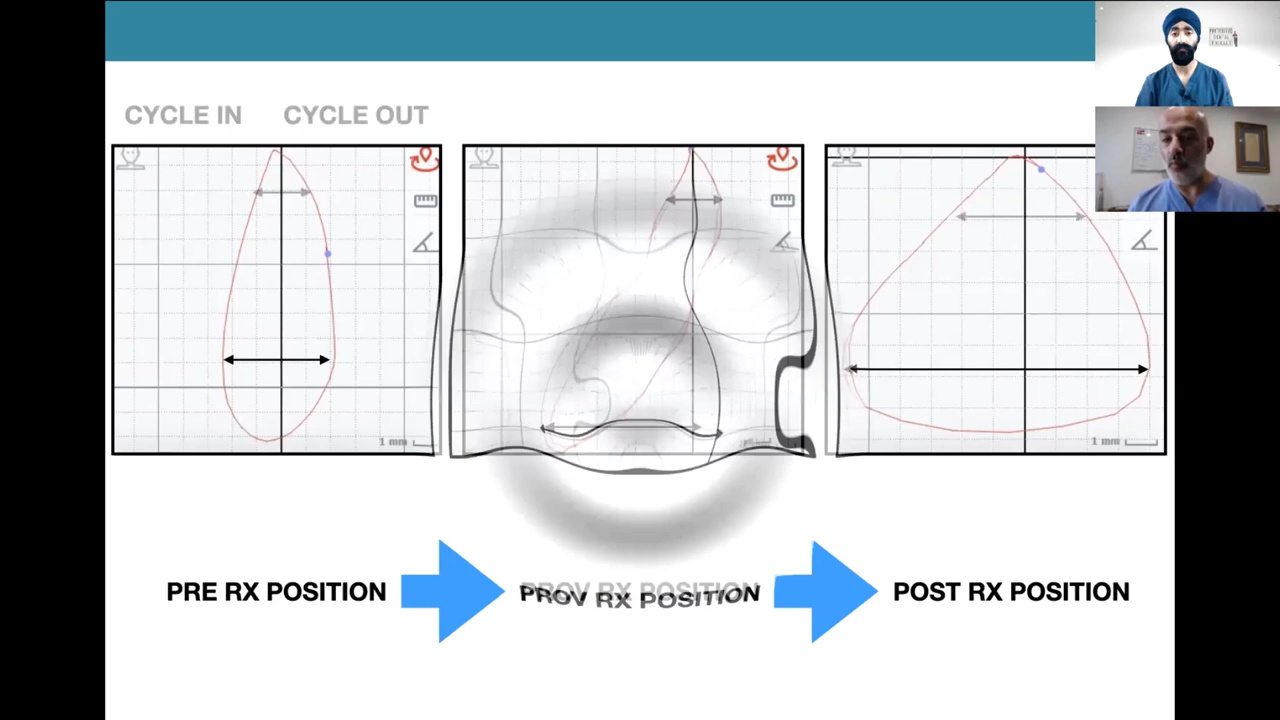 CYCLE IN CYCLE OUT
1 mm
1 mm
PRE RX POSITION
PROV RX POSITION
POST RX POSITION